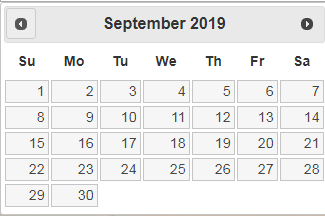 September 2019
Su Mo Tu We Th Fr Sa
1 2 3 4 5 6 7
8 9 10 11 12 13 14
15 16 17 18 19 20 21
22 23 24 25 26 27 28
29 30